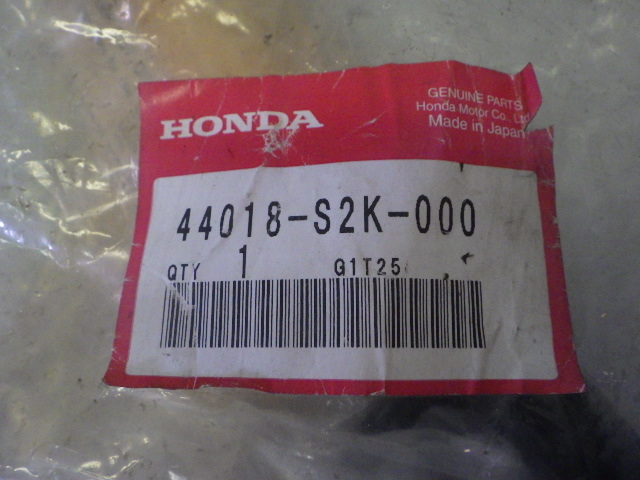 GENUINE PARTS
Honda Motor Co., Ltd
Made in Japan
HONDA
44018-S2K-000
QTY 1 G1T25